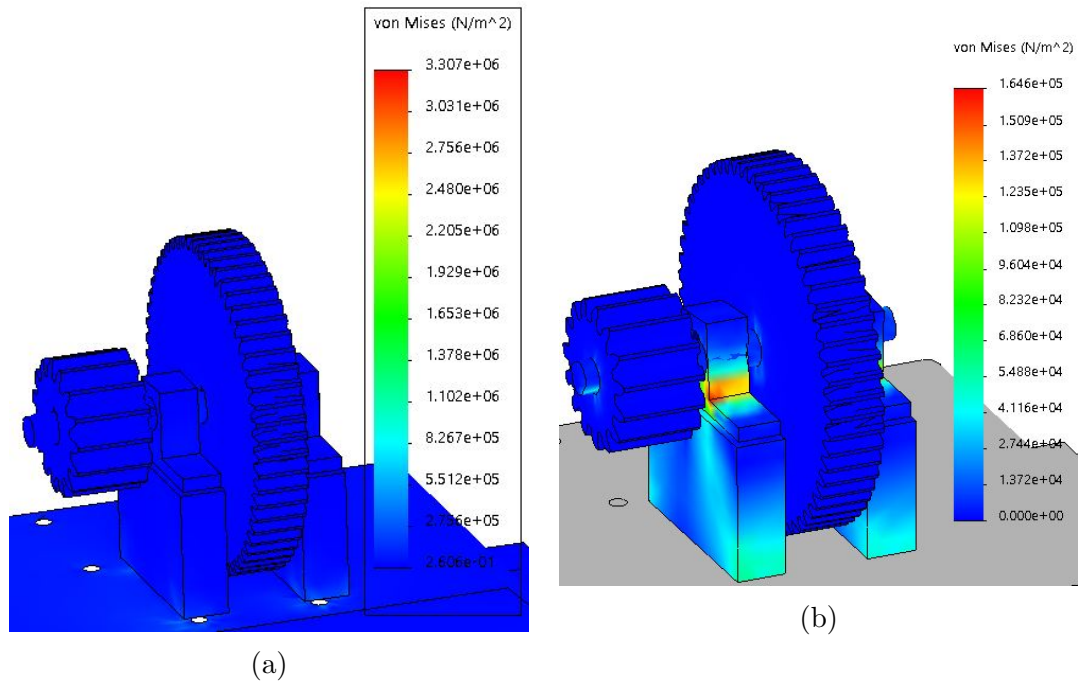 von Mises (N/m^2)
3.307e+06
3.031e+06
2.756e+06
2.480e+06
2.205e+06
1.929e+06
1.653e+06
1.378e+06
1.102e+06
8.267e+05
5.512e+05
2.756e+05
2.606e-01
(a)
von Mises (N/m^2)
1.646e+05
1.509e+05
1.372e+05
1.235e+05
1.098e+05
9.604e+04
8.232e+04
6.860e+04
5.488e+04
4.116e+04
2.744e+04
1.372e+04
0.000e+00
(b)